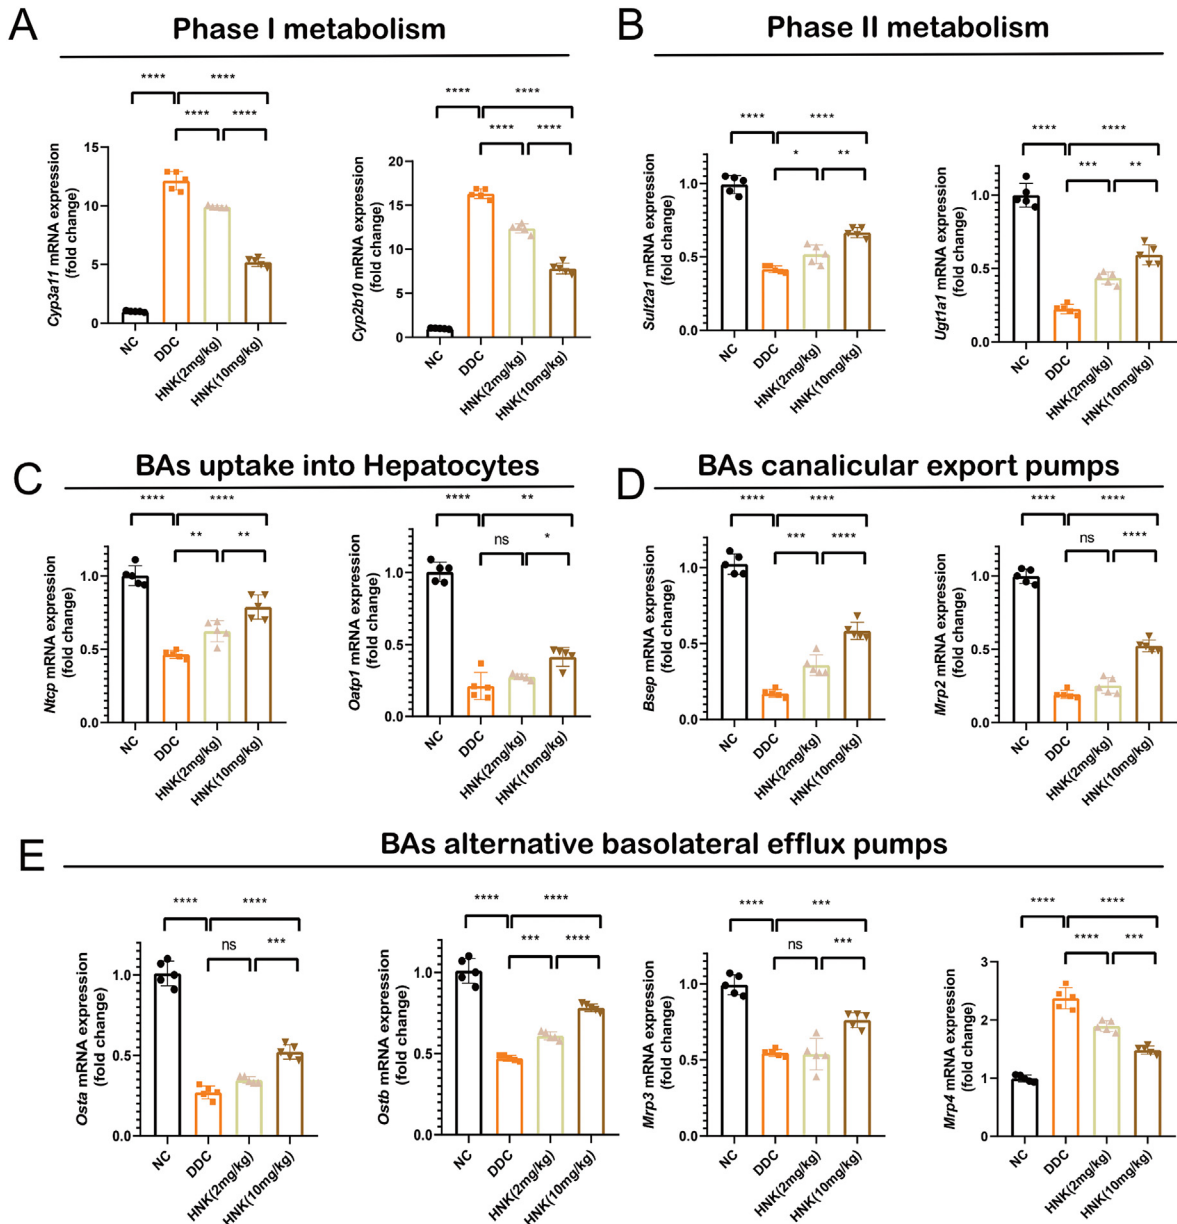 A
Phase I metabolism
**** ****
**** ****
Cyp3a11 mRNA expression
(fold change)
15
10
5
0
NC
DDC
HNK(2mg/kg)
HNK(10mg/kg)
**** ****
**** ****
Cyp2b10 mRNA expression
(fold change)
20
15
10
5
0
NC
DDC
HNK(2mg/kg)
HNK(10mg/kg)
B
Phase II metabolism
**** ****
* **
Sult2a1 mRNA expression
(fold change)
1.0
0.5
0.0
NC
DDC
HNK(2mg/kg)
HNK(10mg/kg)
**** ****
*** **
Ugt1a1 mRNA expression
(fold change)
1.0
0.5
0.0
NC
DDC
HNK(2mg/kg)
HNK(10mg/kg)
C
BAs uptake into Hepatocytes
**** ****
** **
Ntcp mRNA expression
(fold change)
1.0
0.5
0.0
NC
DDC
HNK(2mg/kg)
HNK(10mg/kg)
**** **
ns *
Oatp1 mRNA expression
(fold change)
1.0
0.5
0.0
NC
DDC
HNK(2mg/kg)
HNK(10mg/kg)
D
BAs canalicular export pumps
**** ****
*** ****
Bsep mRNA expression
(fold change)
1.0
0.5
0.0
NC
DDC
HNK(2mg/kg)
HNK(10mg/kg)
**** ****
ns ****
Mrp2 mRNA expression
(fold change)
1.0
0.5
0.0
NC
DDC
HNK(2mg/kg)
HNK(10mg/kg)
E
BAs alternative basolateral efflux pumps
**** ****
ns ***
Osta mRNA expression
(fold change)
1.0
0.5
0.0
NC
DDC
HNK(2mg/kg)
HNK(10mg/kg)
**** ****
*** ****
Ostb mRNA expression
(fold change)
1.0
0.5
0.0
NC
DDC
HNK(2mg/kg)
HNK(10mg/kg)
**** ***
ns ***
Mrp3 mRNA expression
(fold change)
1.0
0.5
0.0
NC
DDC
HNK(2mg/kg)
HNK(10mg/kg)
**** ****
**** ***
Mrp4 mRNA expression
(fold change)
3
2
1
0
NC
DDC
HNK(2mg/kg)
HNK(10mg/kg)